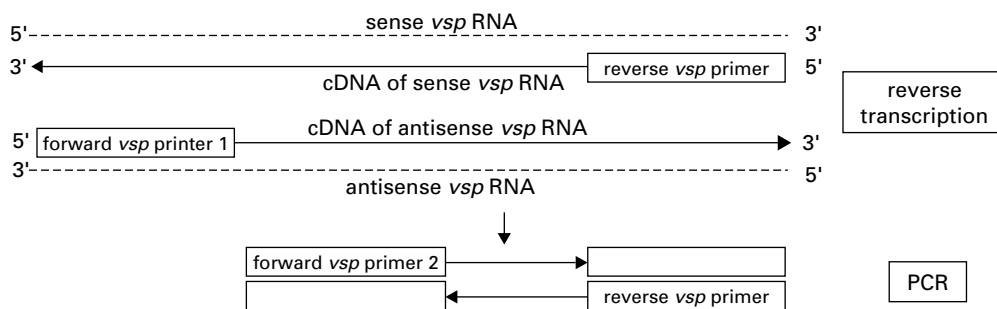 sense vsp RNA
5' 3'
3' reverse vsp primer 5'
cDNA of sense vsp RNA
reverse
transcription
cDNA of antisense vsp RNA
5' forward vsp printer 1 3'
3' 5'
antisense vsp RNA
forward vsp primer 2
PCR
reverse vsp primer